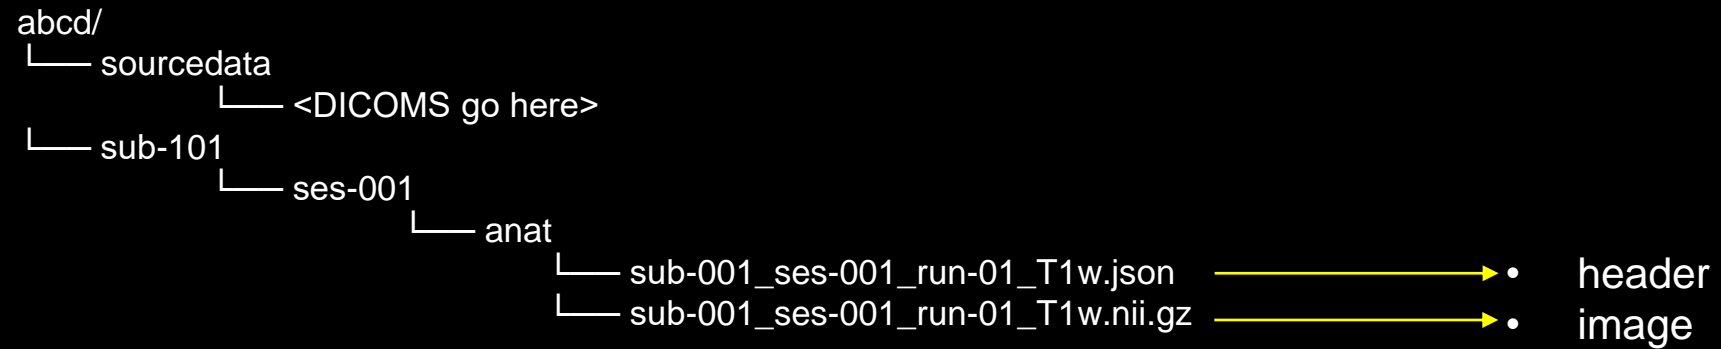 abcd/
└── sourcedata
└── <DICOMS go here>
└── sub-101
└── ses-001
└── anat
└── sub-001_ses-001_run-01_T1w.json • header
└── sub-001_ses-001_run-01_T1w.nii.gz • image